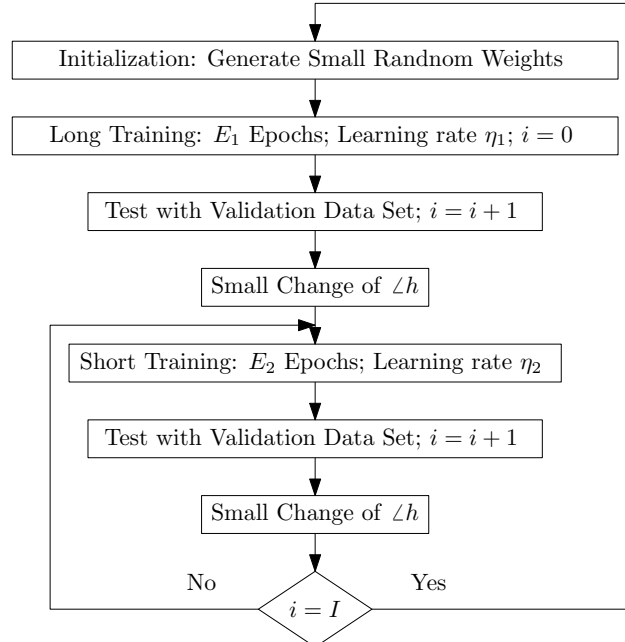 Initialization: Generate Small Randnom Weights
Long Training: E₁ Epochs; Learning rate η₁; i = 0
Test with Validation Data Set; i = i + 1
Small Change of ∠h
Short Training: E₂ Epochs; Learning rate η₂
Test with Validation Data Set; i = i + 1
Small Change of ∠h
No
Yes
i = I